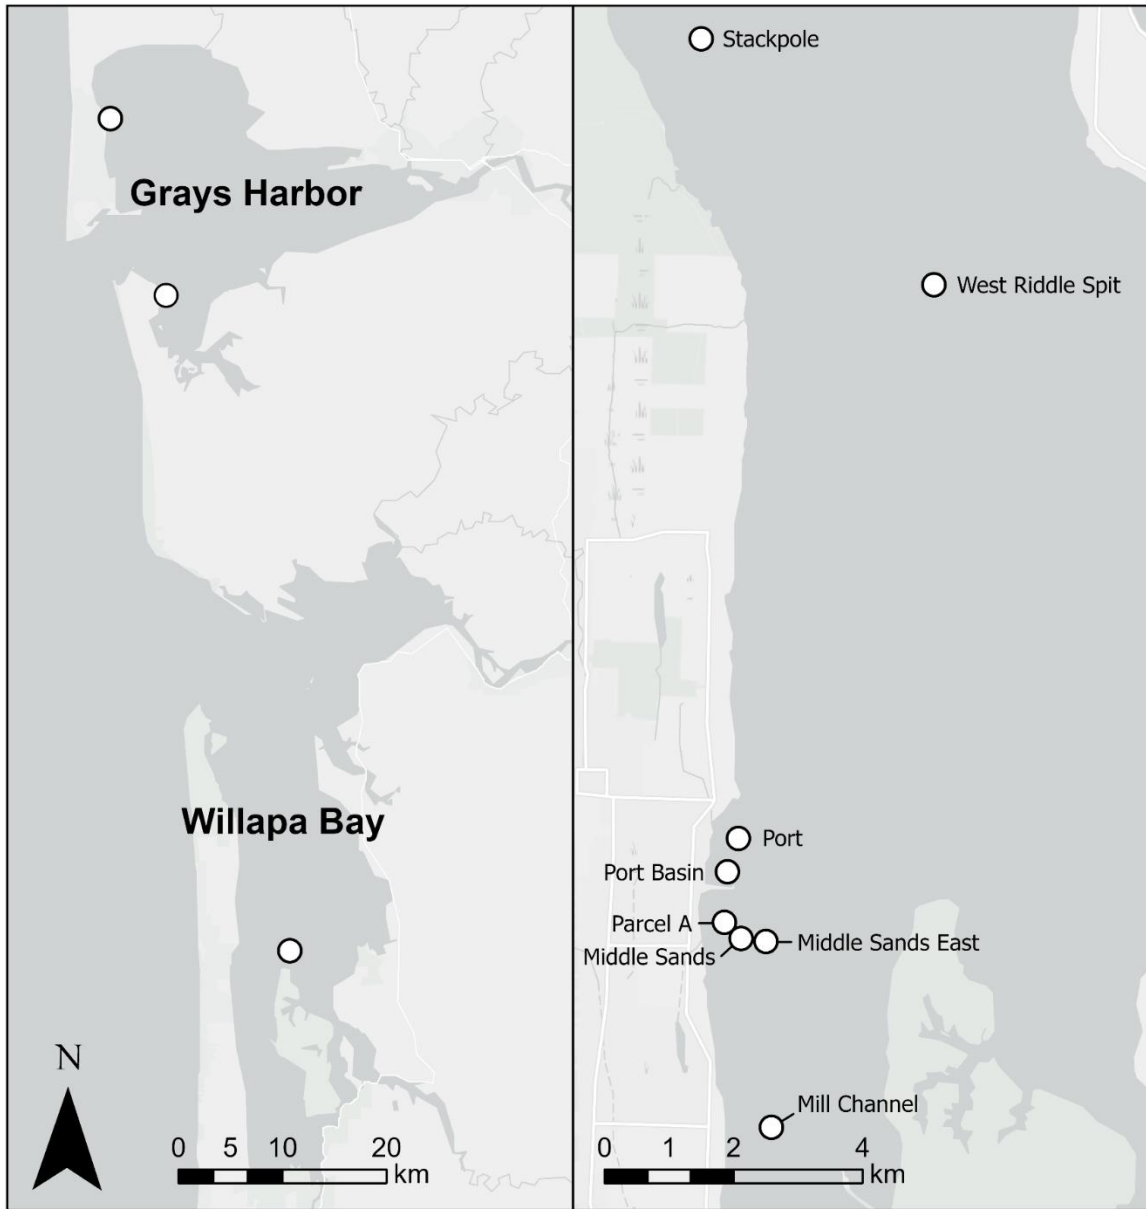 Grays Harbor
Willapa Bay
N
0 5 10 20
km
Stackpole
West Riddle Spit
Port
Port Basin
Parcel A
Middle Sands
Middle Sands East
Mill Channel
0 1 2 4
km